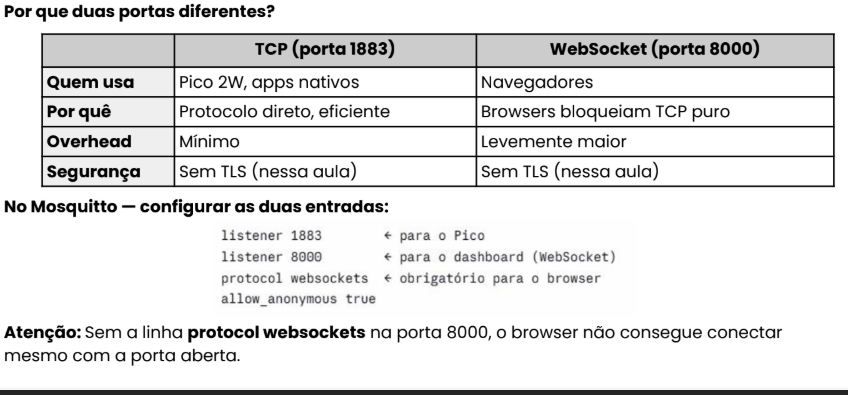 Por que duas portas diferentes?
TCP (porta 1883) WebSocket (porta 8000)
Quem usa Pico 2W, apps nativos Navegadores
Por quê Protocolo direto, eficiente Browsers bloqueiam TCP puro
Overhead Mínimo Levemente maior
Segurança Sem TLS (nessa aula) Sem TLS (nessa aula)
No Mosquitto — configurar as duas entradas:
listener 1883 ← para o Pico
listener 8000 ← para o dashboard (WebSocket)
protocol websockets ← obrigatório para o browser
allow_anonymous true
Atenção: Sem a linha protocol websockets na porta 8000, o browser não consegue conectar
mesmo com a porta aberta.